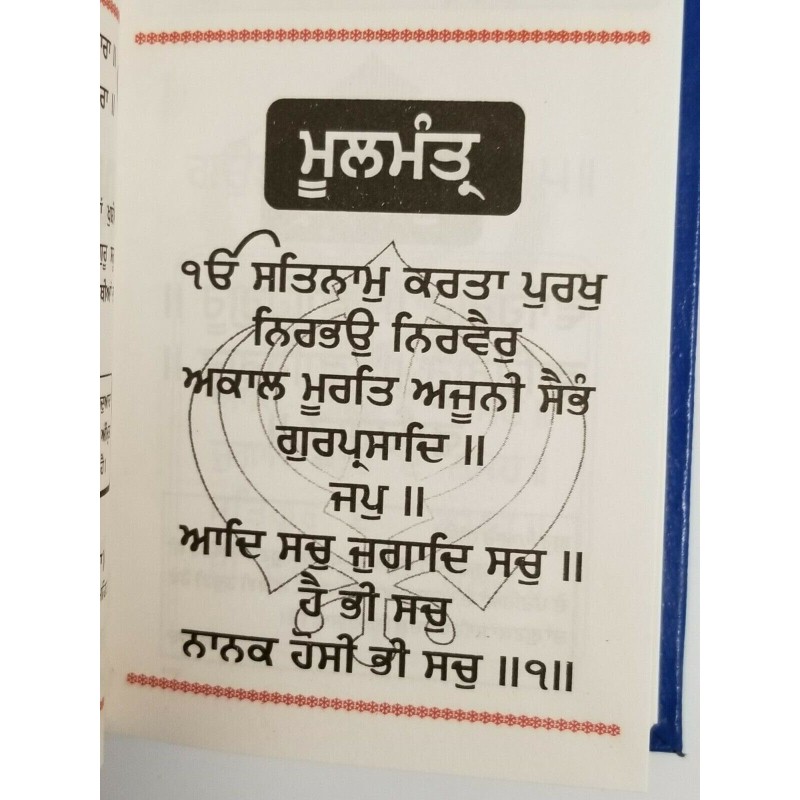 ਮੂਲਮੰਤ੍ਰ
ੴ ਸਤਿਨਾਮੁ ਕਰਤਾ ਪੁਰਖੁ
ਨਿਰਭਉ ਨਿਰਵੈਰੁ
ਅਕਾਲ ਮੂਰਤਿ ਅਜੂਨੀ ਸੈਭੰ
ਗੁਰਪ੍ਰਸਾਦਿ ॥
ਜਪੁ ॥
ਆਦਿ ਸਚੁ ਜੁਗਾਦਿ ਸਚੁ ॥
ਹੈ ਭੀ ਸਚੁ
ਨਾਨਕ ਹੋਸੀ ਭੀ ਸਚੁ ॥੧॥